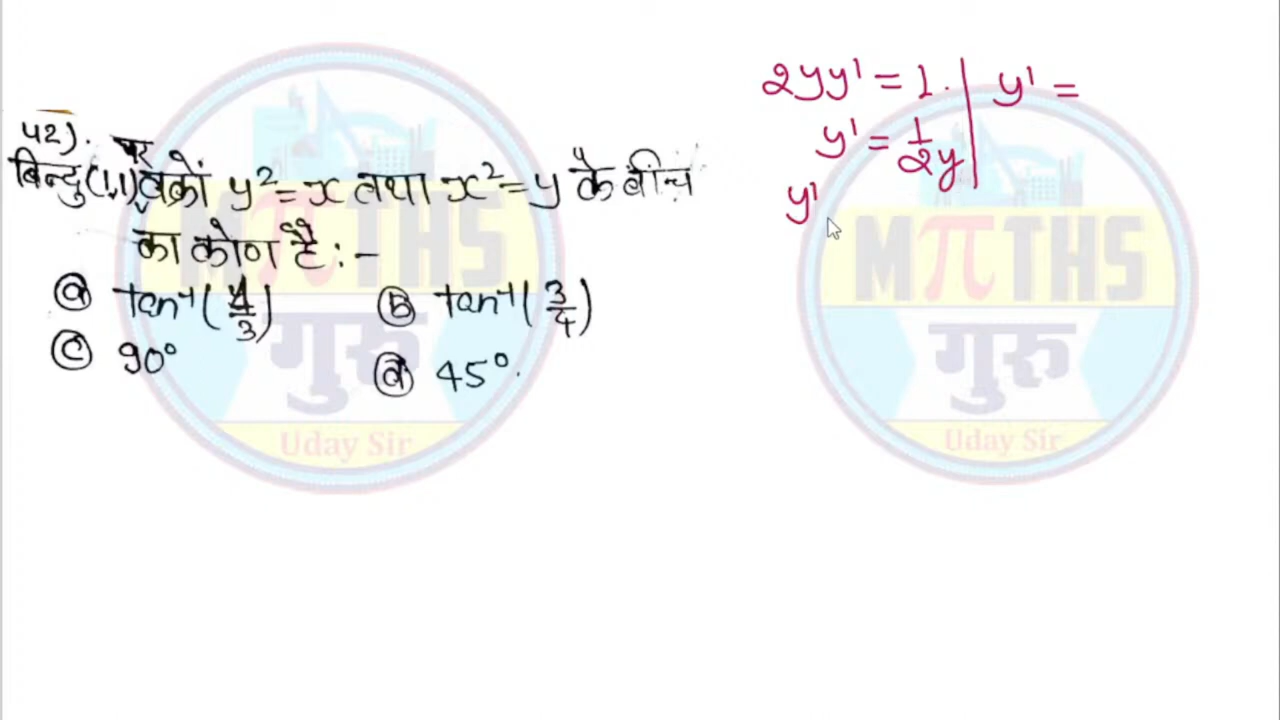 42).
बिन्दु (1,1) पर वक्रों y² = x तथा x² = y के बीच
का कोण है :-
(a) tan⁻¹(4/3) (b) tan⁻¹(3/4)
(c) 90° (d) 45°.
2yy' = 1. | y' =
y' = 1/2y
y'
MπTHS
गुरु
Uday Sir
MπTHS
गुरु
Uday Sir